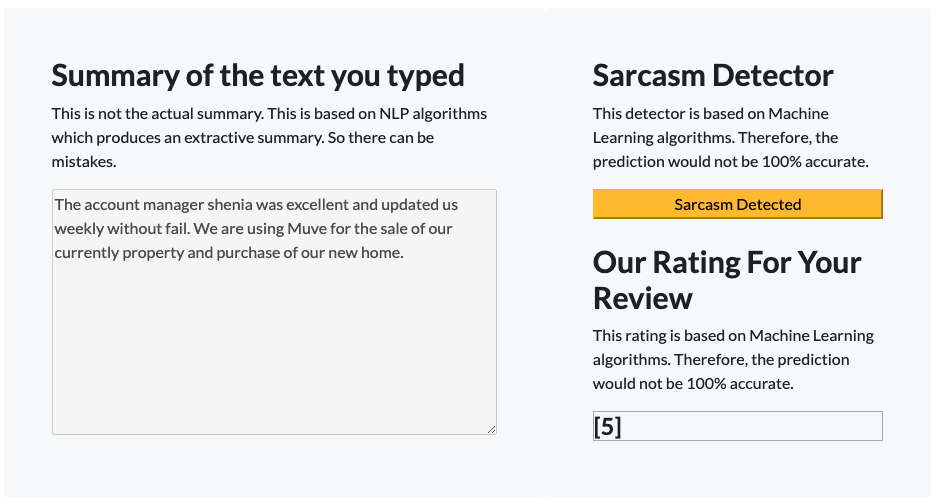 Summary of the text you typed
This is not the actual summary. This is based on NLP algorithms
which produces an extractive summary. So there can be
mistakes.
The account manager shenia was excellent and updated us
weekly without fail. We are using Muve for the sale of our
currently property and purchase of our new home.
Sarcasm Detector
This detector is based on Machine
Learning algorithms. Therefore, the
prediction would not be 100% accurate.
Sarcasm Detected
Our Rating For Your
Review
This rating is based on Machine Learning
algorithms. Therefore, the prediction
would not be 100% accurate.
[5]